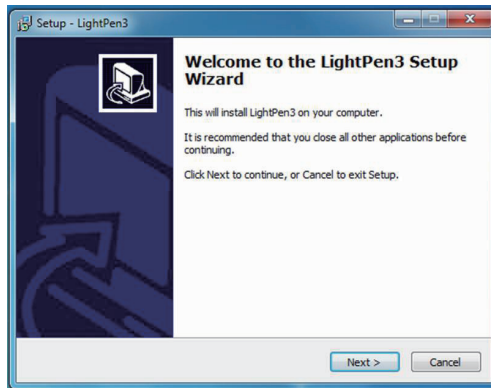 Setup - LightPen3
Welcome to the LightPen3 Setup
Wizard
This will install LightPen3 on your computer.
It is recommended that you close all other applications before
continuing.
Click Next to continue, or Cancel to exit Setup.
Next >
Cancel